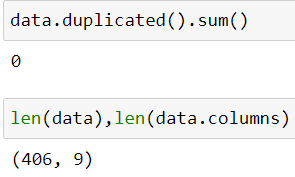 data.duplicated().sum()
0
len(data),len(data.columns)
(406, 9)